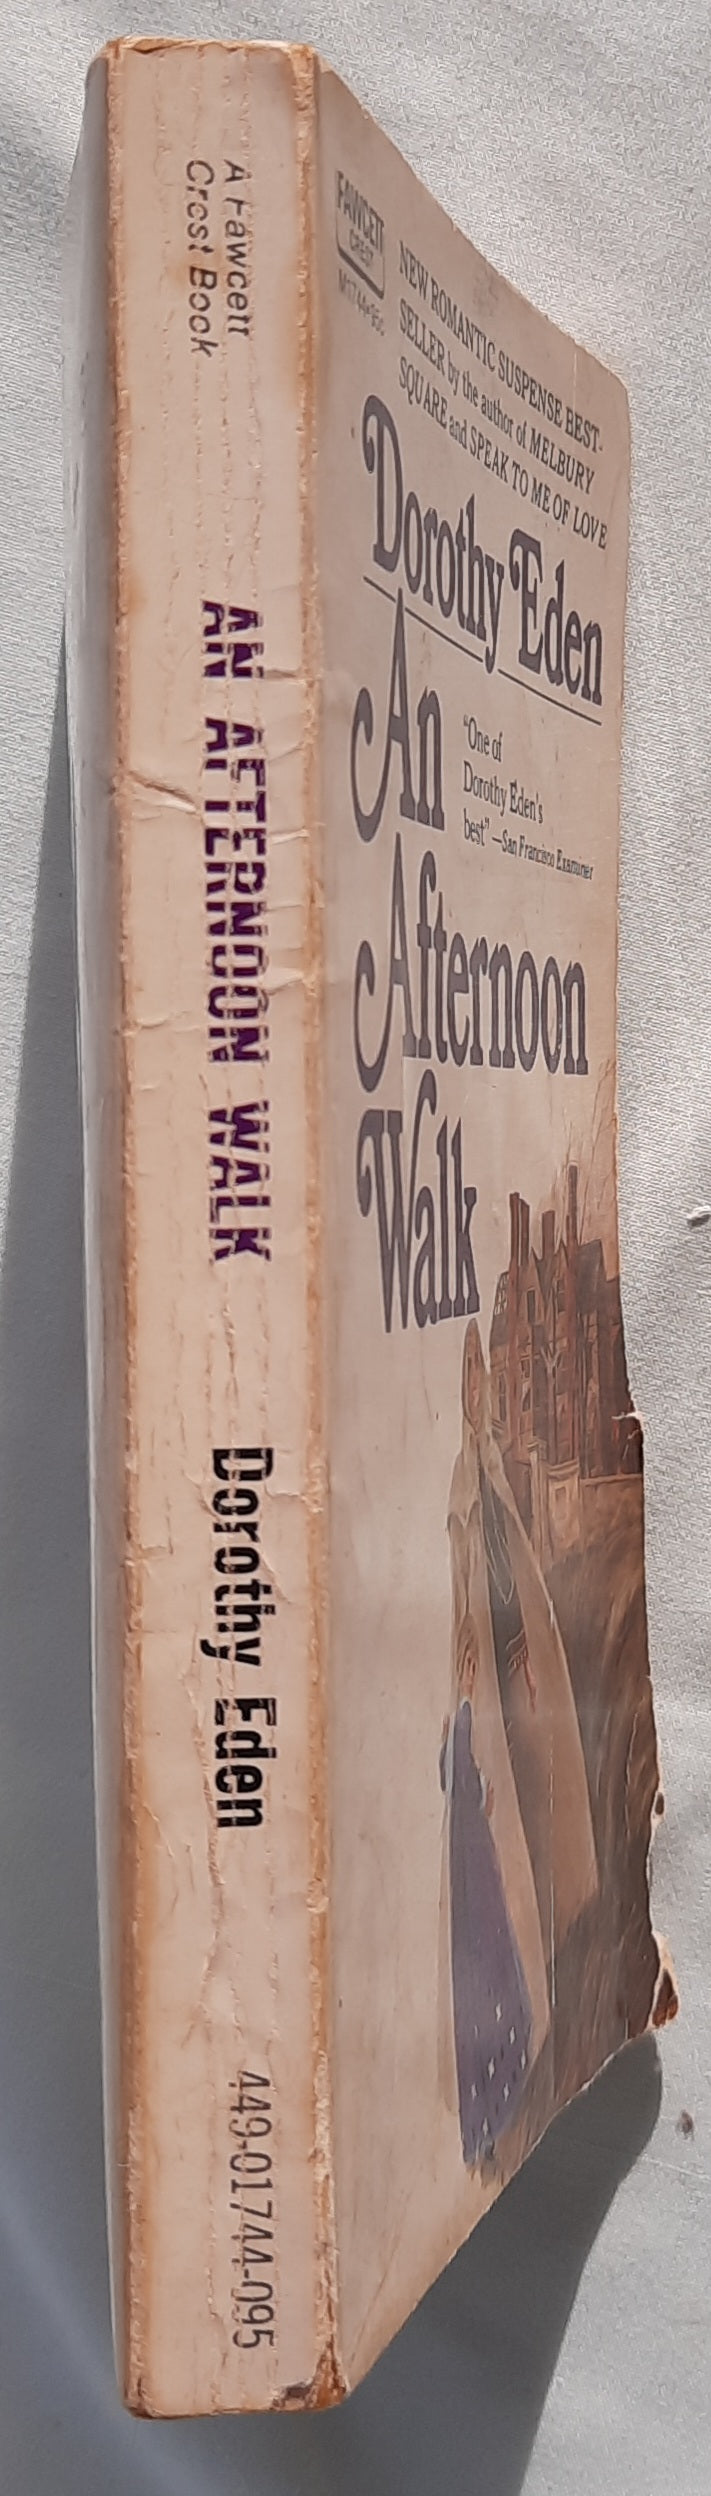 A Fawcett
Crest Book
AN AFTERNOON WALK
Dorothy Eden
449-01744-095
FAWCETT
CREST
M1744•95c
NEW ROMANTIC SUSPENSE BEST-
SELLER by the author of MELBURY
SQUARE and SPEAK TO ME OF LOVE
Dorothy Eden
An
"One of
Dorothy Eden's
best" —San Francisco Examiner
Afternoon
Walk